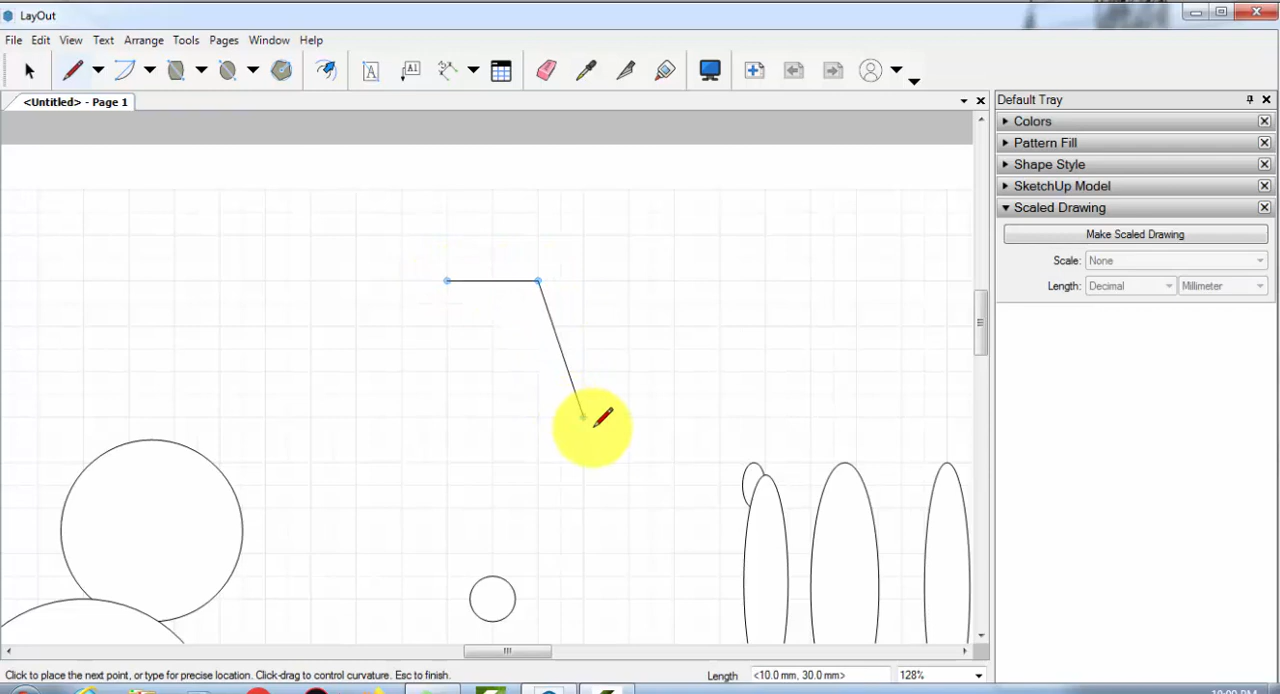 LayOut
File Edit View Text Arrange Tools Pages Window Help
A A1
<Untitled> - Page 1
Default Tray
Colors
Pattern Fill
Shape Style
SketchUp Model
Scaled Drawing
Make Scaled Drawing
Scale: None
Length: Decimal Millimeter
Click to place the next point, or type for precise location. Click-drag to control curvature. Esc to finish. Length <10.0 mm, 30.0 mm> 128%